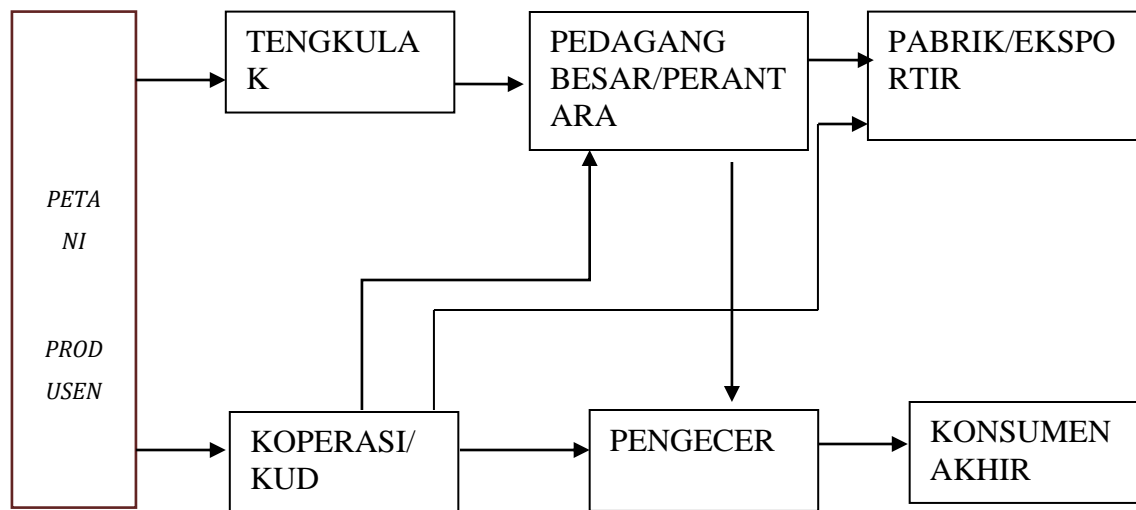 TENGKULA
K
PEDAGANG
BESAR/PERANT
ARA
PABRIK/EKSPO
RTIR
PETA
NI
PROD
USEN
KOPERASI/
KUD
PENGECER
KONSUMEN
AKHIR